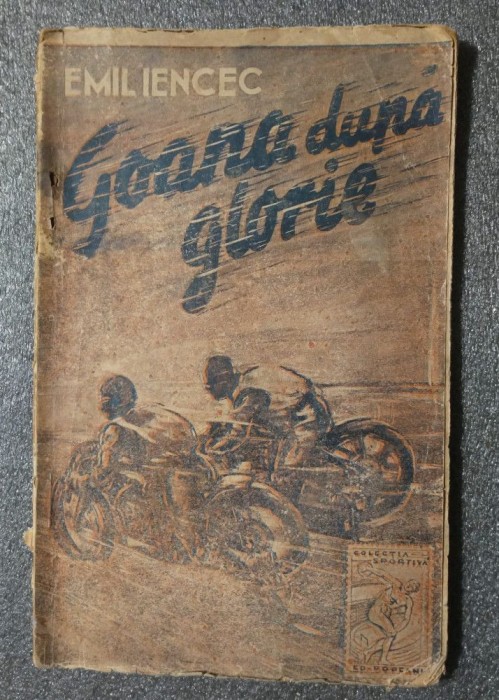 EMIL IENCEC
Goana după
glorie
COLECȚIA
SPORTIVĂ